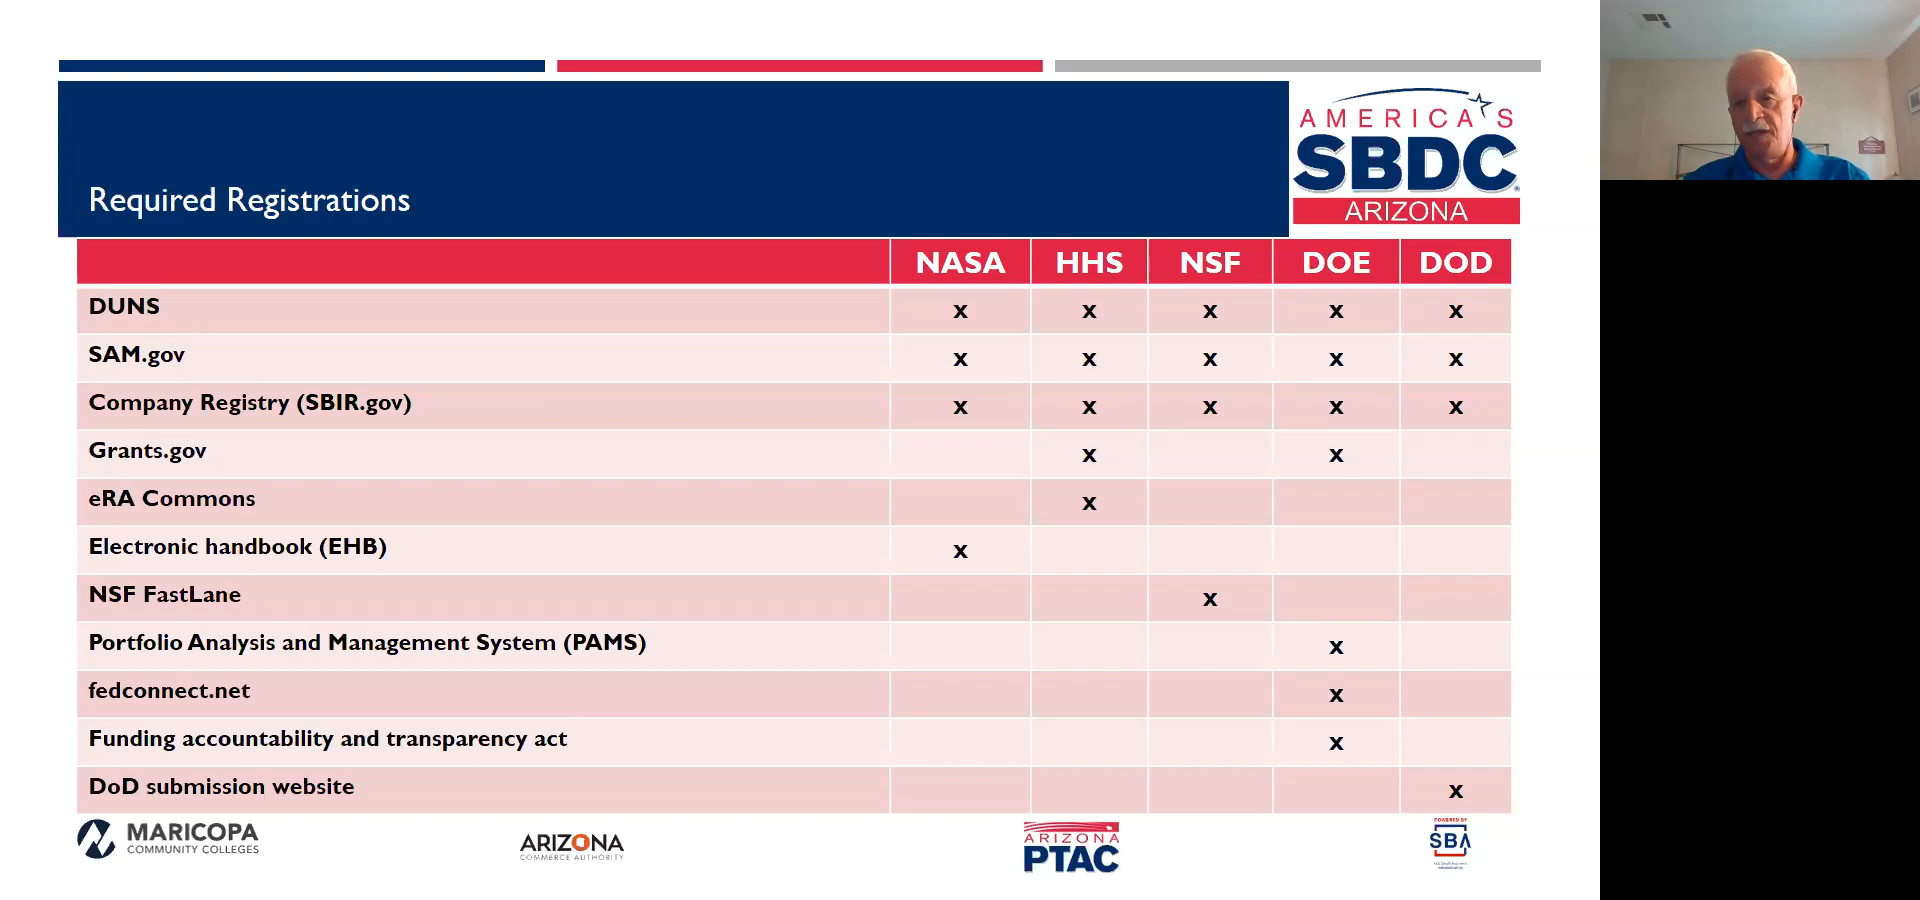 AMERICA'S
SBDC
ARIZONA
Required Registrations
NASA HHS NSF DOE DOD
DUNS x x x x x
SAM.gov x x x x x
Company Registry (SBIR.gov) x x x x x
Grants.gov x x
eRA Commons x
Electronic handbook (EHB) x
NSF FastLane x
Portfolio Analysis and Management System (PAMS) x
fedconnect.net x
Funding accountability and transparency act x
DoD submission website x
MARICOPA
COMMUNITY COLLEGES
ARIZONA
COMMERCE AUTHORITY
ARIZONA
PTAC
POWERED BY
SBA